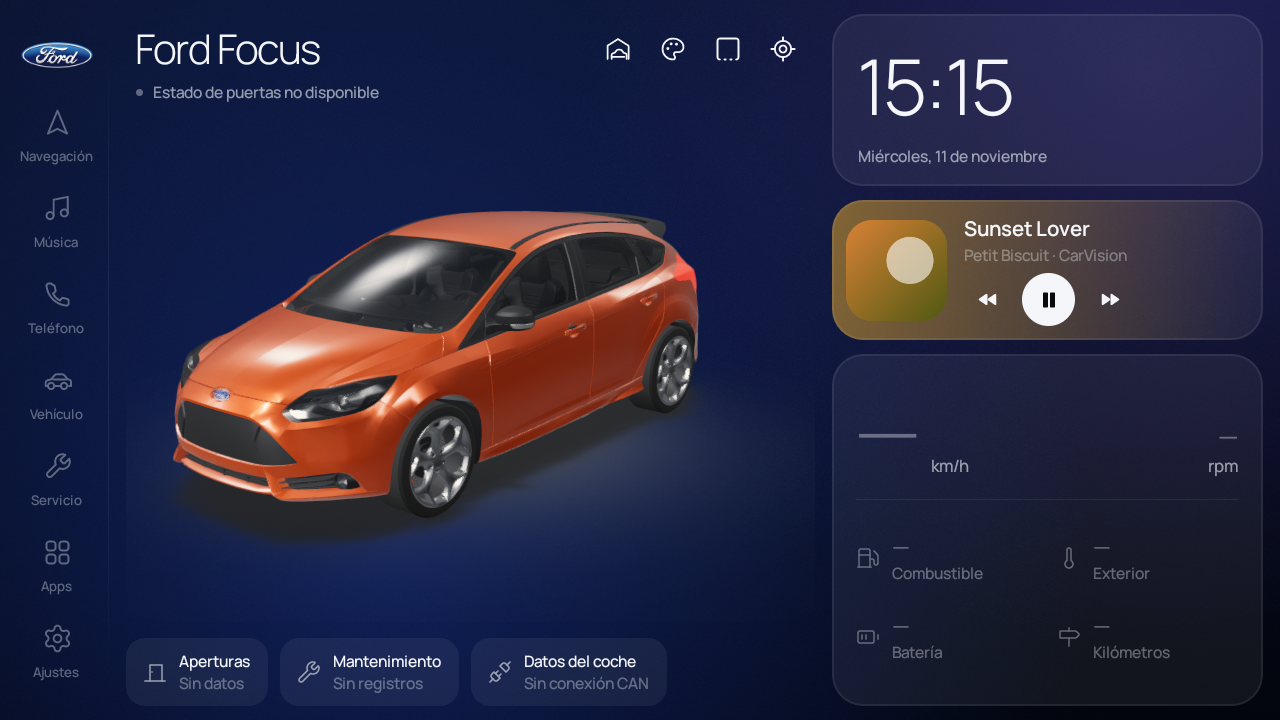 Ford
Navegación
Música
Teléfono
Vehículo
Servicio
Apps
Ajustes
Ford Focus
Estado de puertas no disponible
Aperturas
Sin datos
Mantenimiento
Sin registros
Datos del coche
Sin conexión CAN
15:15
Miércoles, 11 de noviembre
Sunset Lover
Petit Biscuit · CarVision
— —
km/h rpm
—
Combustible
—
Exterior
—
Batería
—
Kilómetros